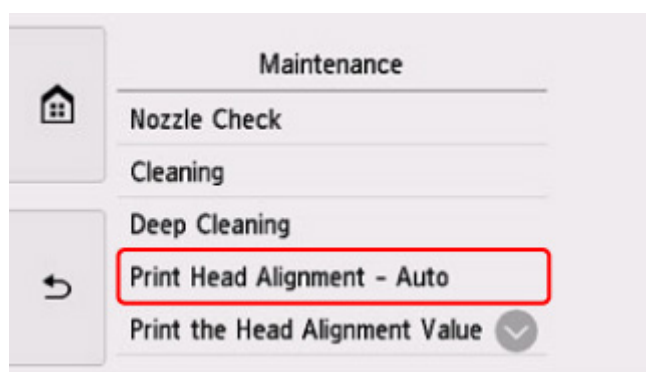 Maintenance
Nozzle Check
Cleaning
Deep Cleaning
Print Head Alignment - Auto
Print the Head Alignment Value